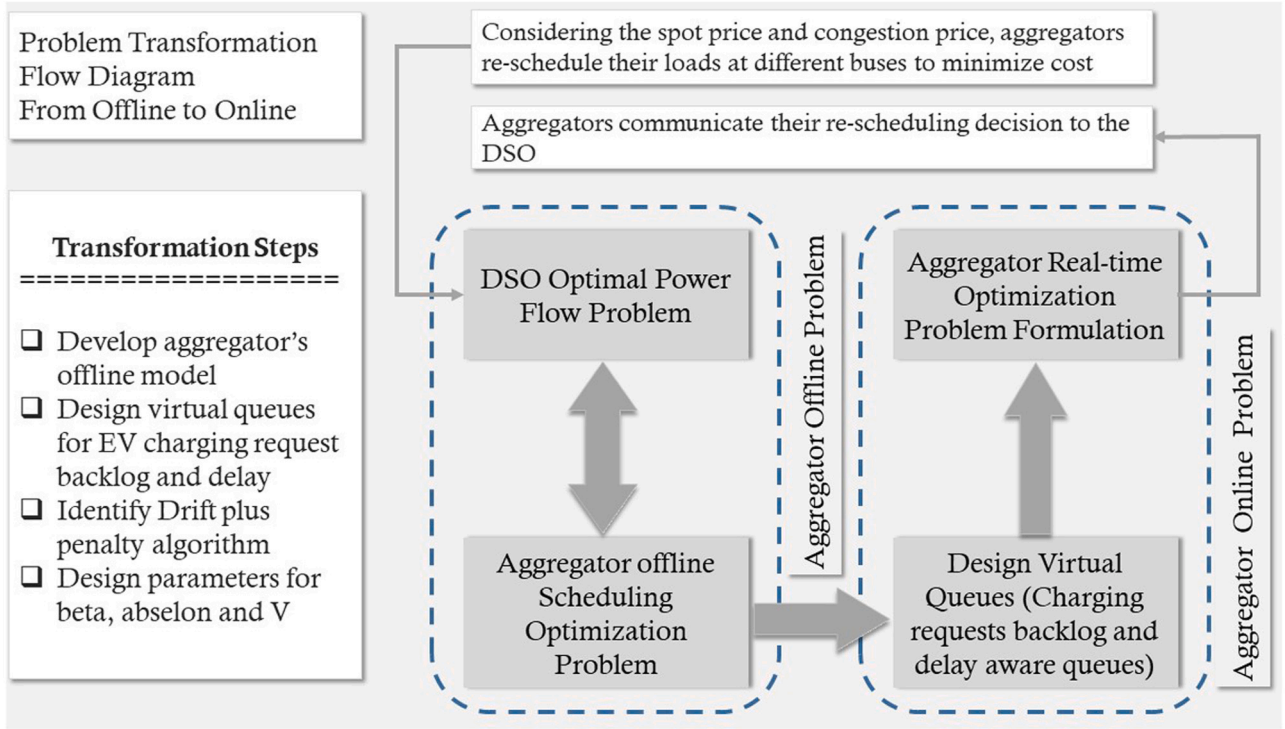 Problem Transformation
Flow Diagram
From Offline to Online
Considering the spot price and congestion price, aggregators
re-schedule their loads at different buses to minimize cost
Aggregators communicate their re-scheduling decision to the
DSO
Transformation Steps
===================
❑ Develop aggregator's
offline model
❑ Design virtual queues
for EV charging request
backlog and delay
❑ Identify Drift plus
penalty algorithm
❑ Design parameters for
beta, abselon and V
DSO Optimal Power
Flow Problem
Aggregator offline
Scheduling
Optimization
Problem
Aggregator Offline Problem
Aggregator Real-time
Optimization
Problem Formulation
Design Virtual
Queues (Charging
requests backlog and
delay aware queues)
Aggregator Online Problem